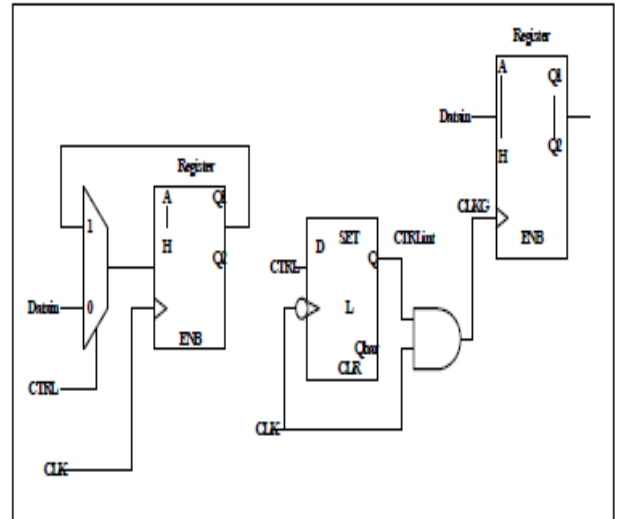 Register
A
Q1
Datain
H
Q2
CLKG
ENB
Register
A
Q1
1
H
Q2
Datain
0
ENB
CTRL
CLK
SET
D
Q
CTRLint
CTRL
L
Qbar
CLR
CLK